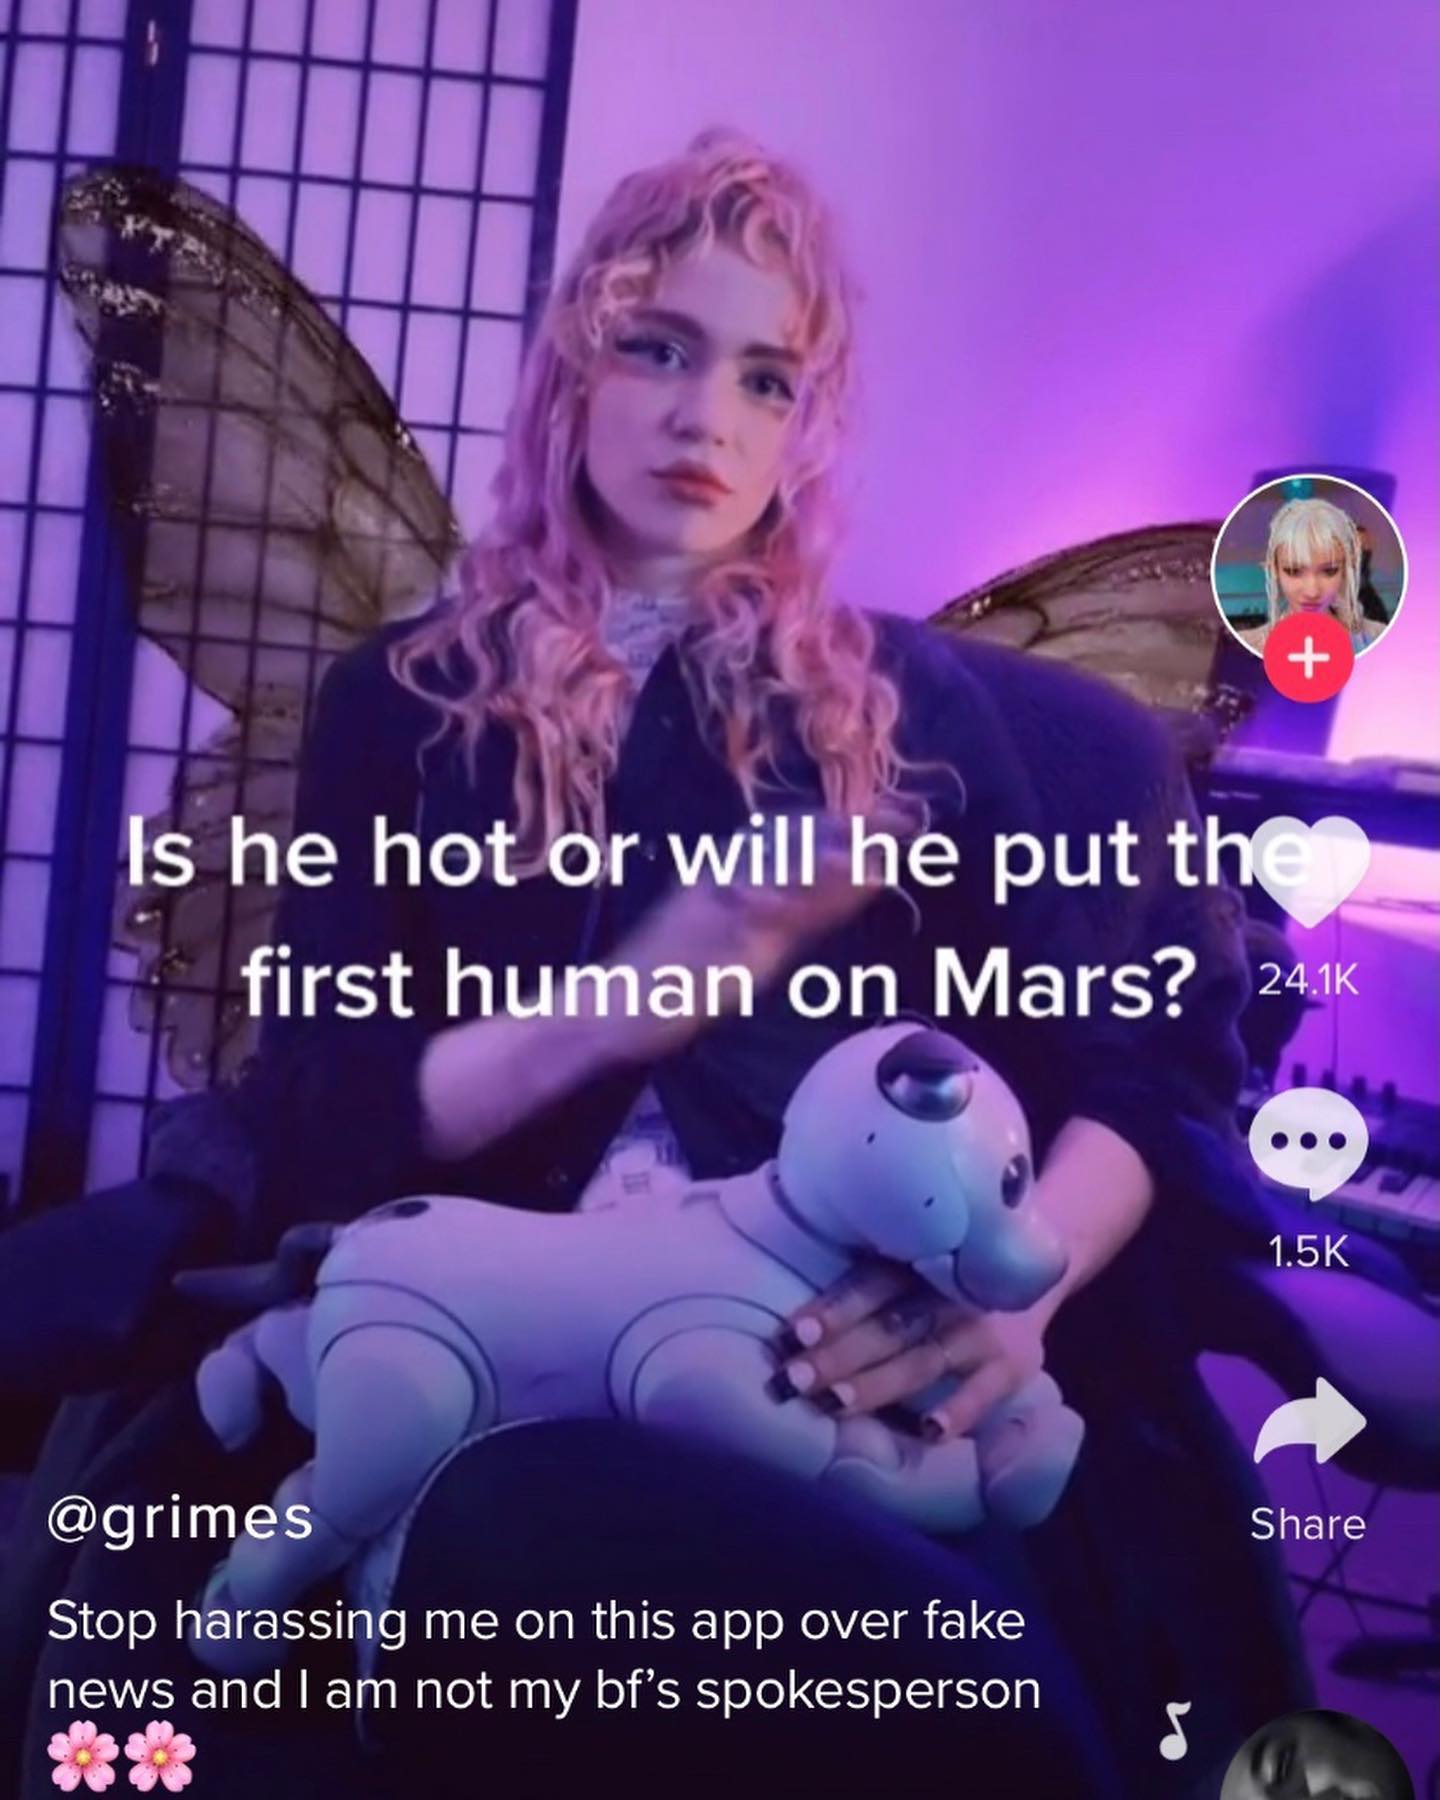 Is he hot or will he put the
first human on Mars?
24.1K
1.5K
Share
@grimes
Stop harassing me on this app over fake
news and I am not my bf’s spokesperson
🌸🌸